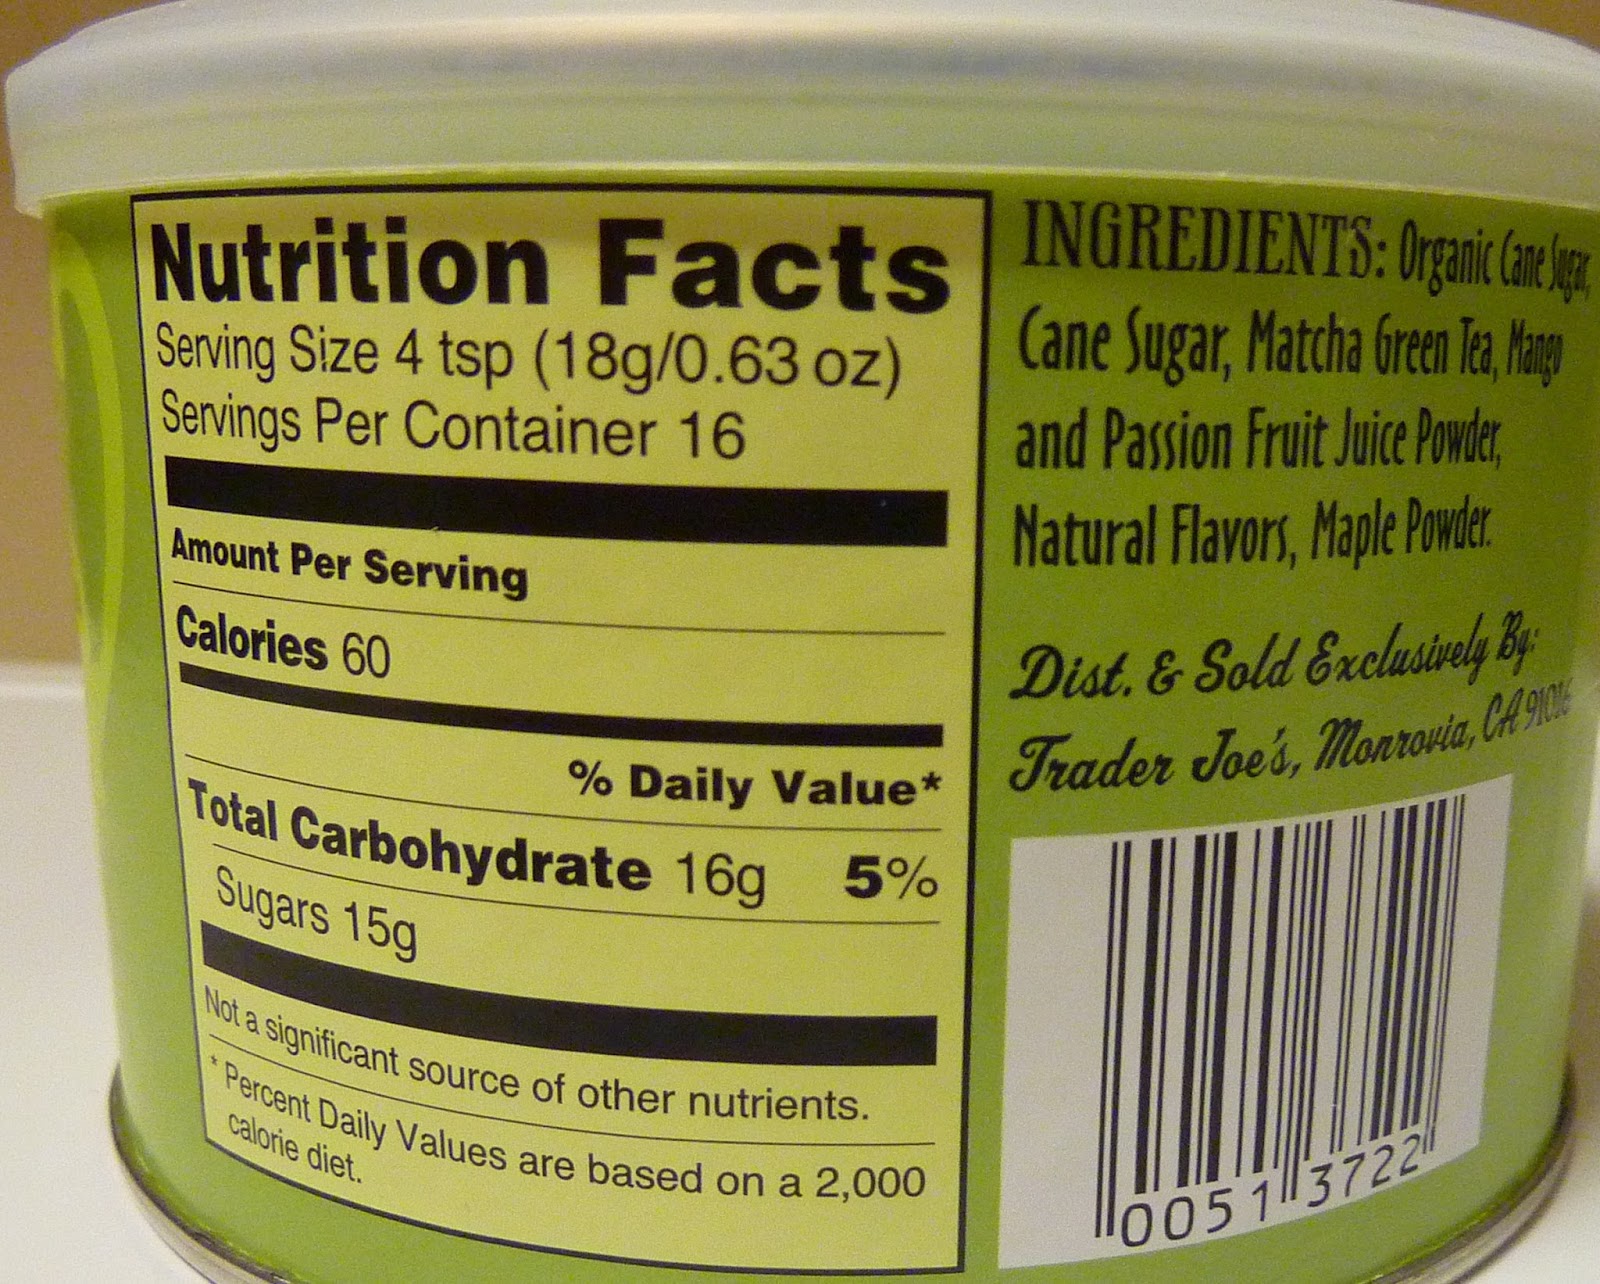 Nutrition Facts
Serving Size 4 tsp (18g/0.63 oz)
Servings Per Container 16
Amount Per Serving
Calories 60
% Daily Value*
Total Carbohydrate 16g 5%
Sugars 15g
Not a significant source of other nutrients.
* Percent Daily Values are based on a 2,000
calorie diet.
INGREDIENTS: Organic Cane Sugar,
Cane Sugar, Matcha Green Tea, Mango
and Passion Fruit Juice Powder,
Natural Flavors, Maple Powder.
Dist. & Sold Exclusively By:
Trader Joe's, Monrovia, CA 91016
0051 3722